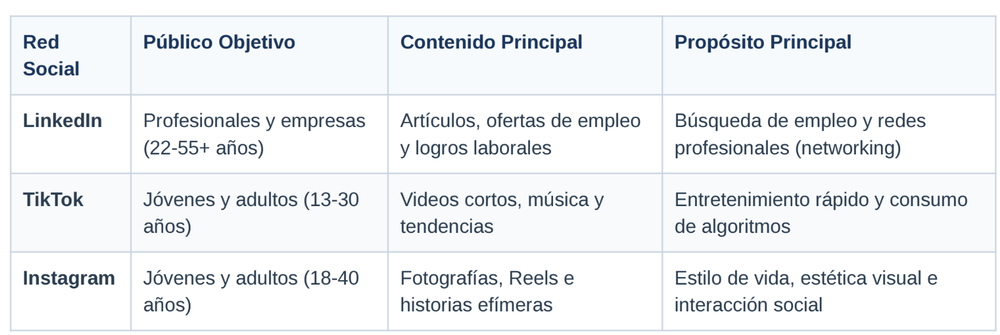 Red
Social
Público Objetivo
Contenido Principal
Propósito Principal
LinkedIn
Profesionales y empresas
(22-55+ años)
Artículos, ofertas de empleo
y logros laborales
Búsqueda de empleo y redes
profesionales (networking)
TikTok
Jóvenes y adultos (13-30
años)
Videos cortos, música y
tendencias
Entretenimiento rápido y consumo
de algoritmos
Instagram
Jóvenes y adultos (18-40
años)
Fotografías, Reels e
historias efímeras
Estilo de vida, estética visual e
interacción social